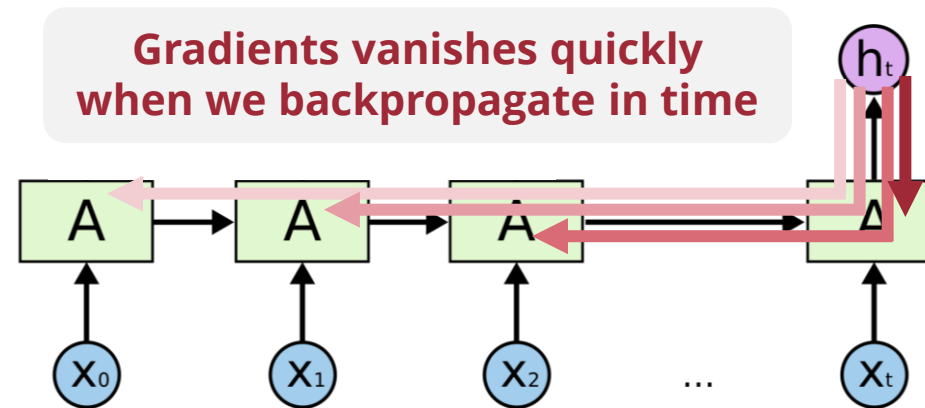 Gradients vanishes quickly
when we backpropagate in time
ht
A A A A
x0 x1 x2 ... xt